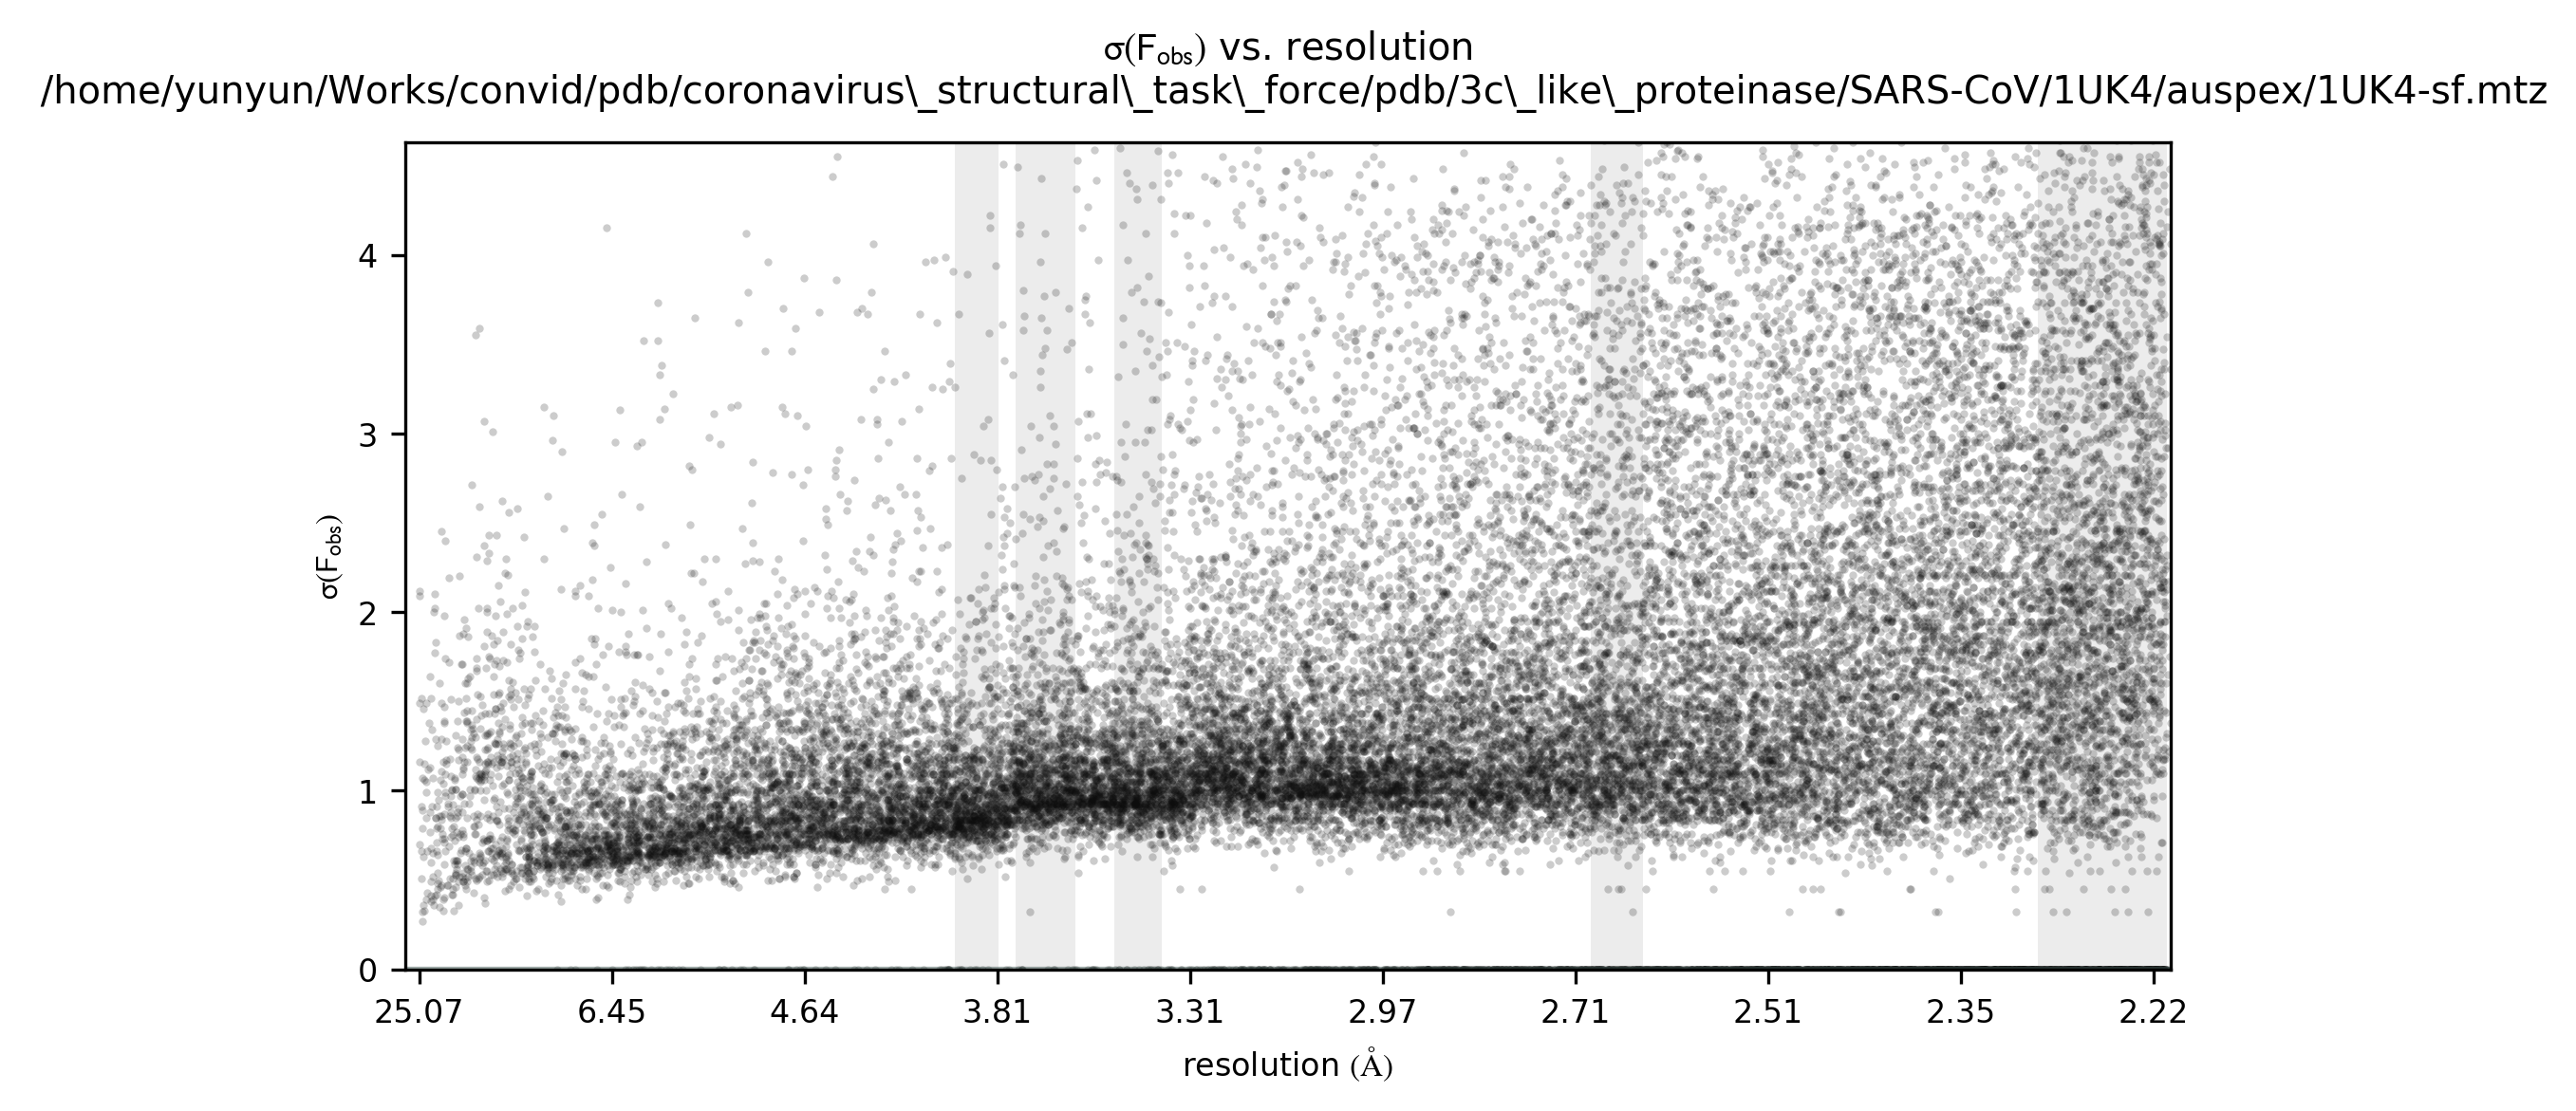 σ(Fobs) vs. resolution
/home/yunyun/Works/convid/pdb/coronavirus\_structural\_task\_force/pdb/3c\_like\_proteinase/SARS-CoV/1UK4/auspex/1UK4-sf.mtz
4
3
2
1
0
σ(Fobs)
25.07 6.45 4.64 3.81 3.31 2.97 2.71 2.51 2.35 2.22
resolution (Å)